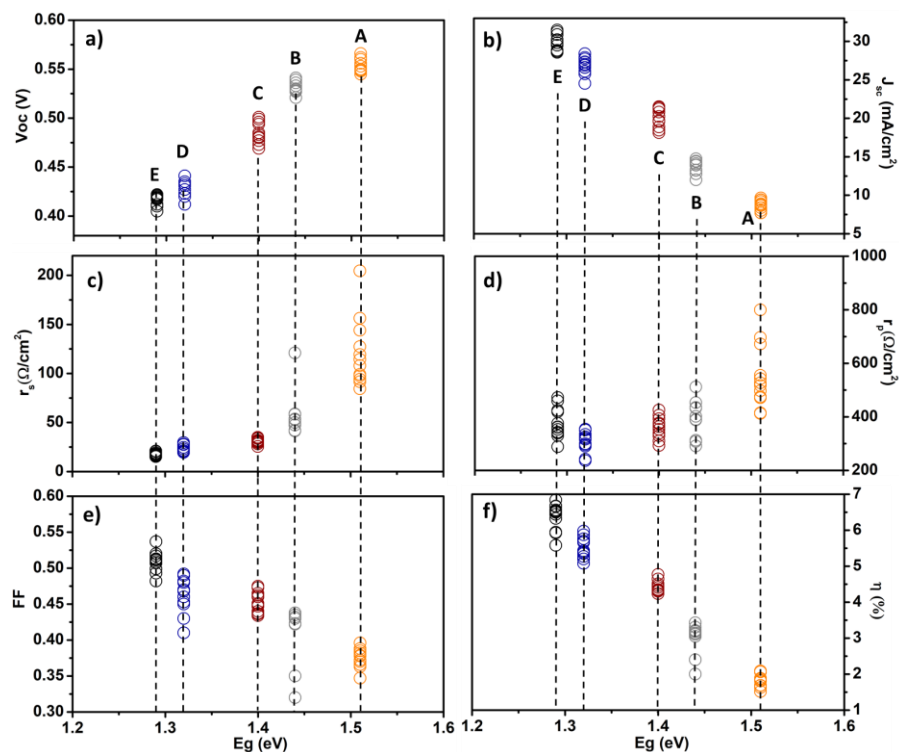 0.60
0.55
0.50
0.45
0.40
Voc (V)
a)
E
D
C
B
A
b)
E
D
C
B
A
30
25
20
15
10
5
J sc (mA/cm²)
200
150
100
50
0
rs(Ω/cm²)
c)
d)
1000
800
600
400
200
rp(Ω/cm²)
0.60
0.55
0.50
0.45
0.40
0.35
0.30
FF
e)
f)
7
6
5
4
3
2
1
η (%)
1.2 1.3 1.4 1.5 1.6
Eg (eV)
1.2 1.3 1.4 1.5 1.6
Eg (eV)